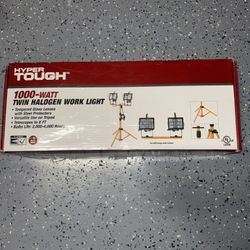 HYPER
TOUGH
1000-WATT
TWIN HALOGEN WORK LIGHT
• Tempered Glass Lenses
with Steel Protectors
• Versatile Use on Tripod
• Telescopes to 6 FT
• Bulbs Life: 2,000-4,000 Hours
UL